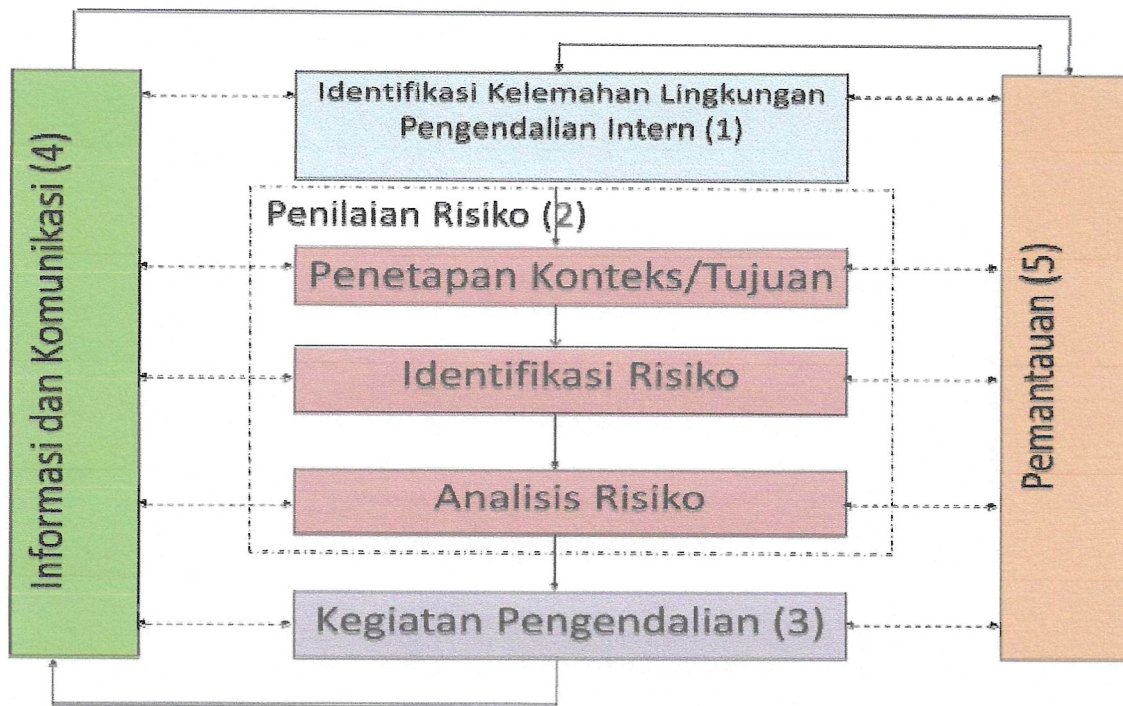 Identifikasi Kelemahan Lingkungan
Pengendalian Intern (1)
Penilaian Risiko (2)
Penetapan Konteks/Tujuan
Identifikasi Risiko
Analisis Risiko
Kegiatan Pengendalian (3)
Informasi dan Komunikasi (4)
Pemantauan (5)